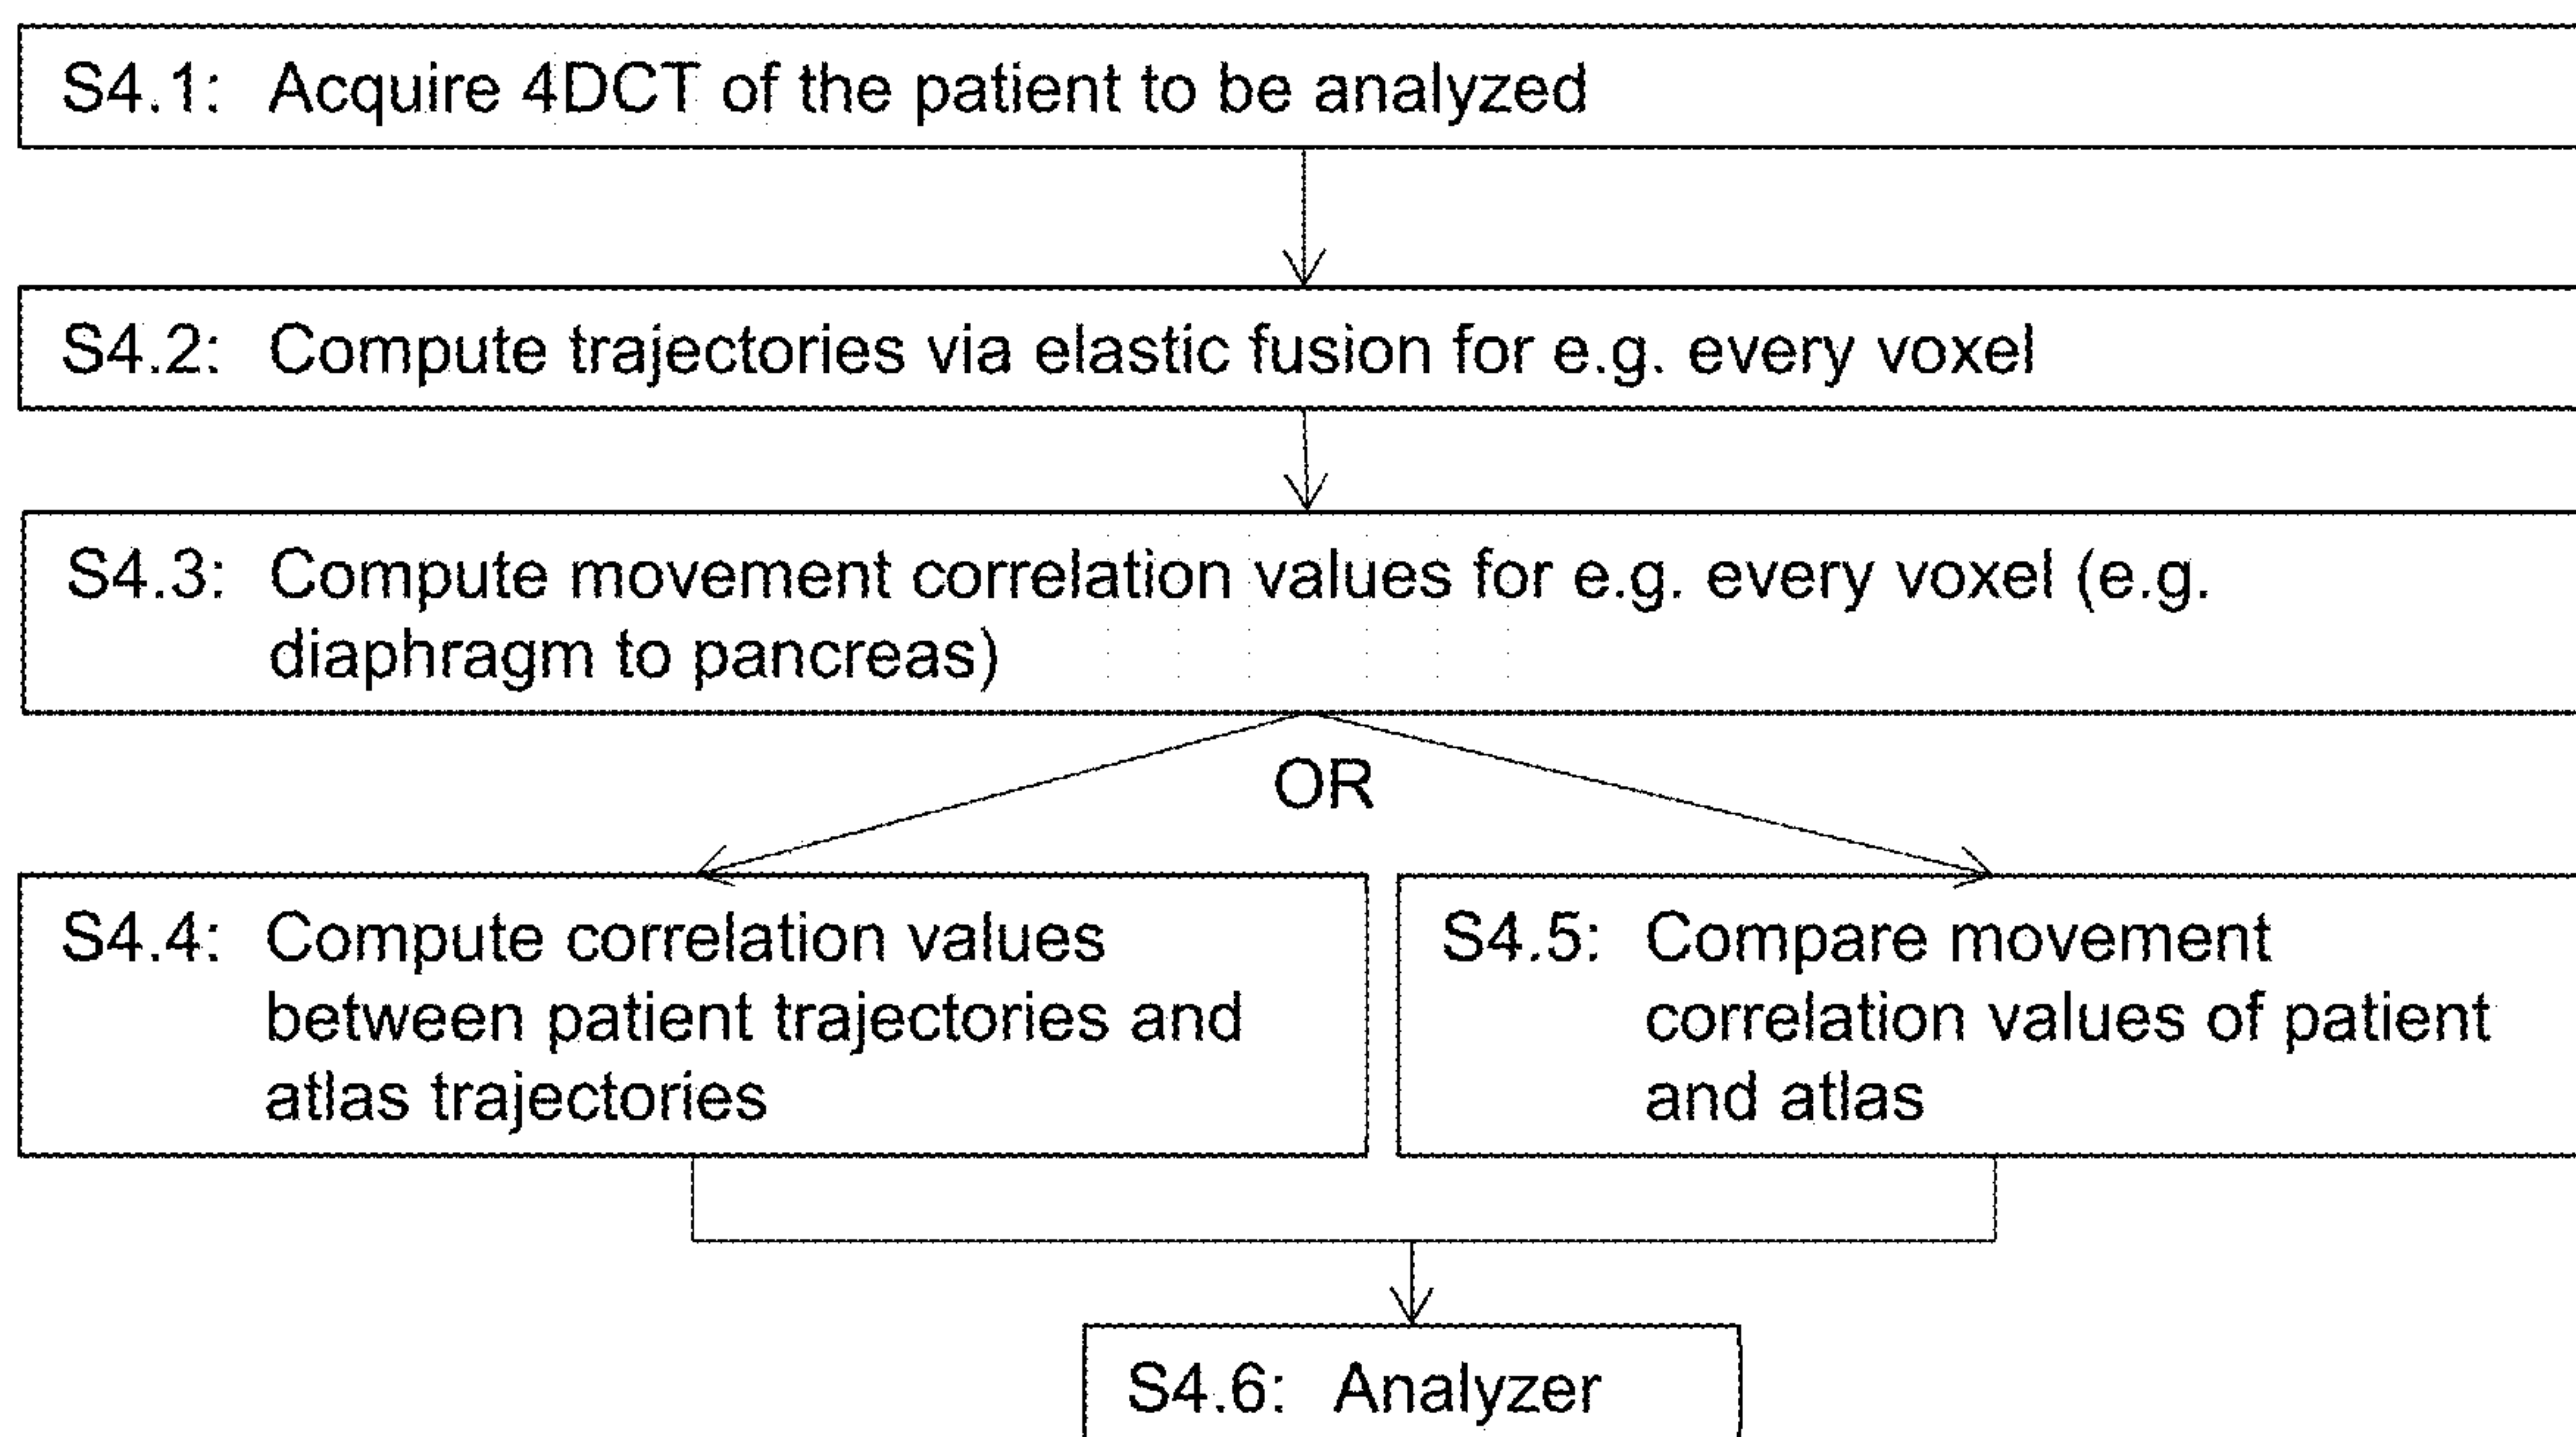 S4.1: Acquire 4DCT of the patient to be analyzed
S4.2: Compute trajectories via elastic fusion for e.g. every voxel
S4.3: Compute movement correlation values for e.g. every voxel (e.g.
diaphragm to pancreas)
OR
S4.4: Compute correlation values
between patient trajectories and
atlas trajectories
S4.5: Compare movement
correlation values of patient
and atlas
S4.6: Analyzer